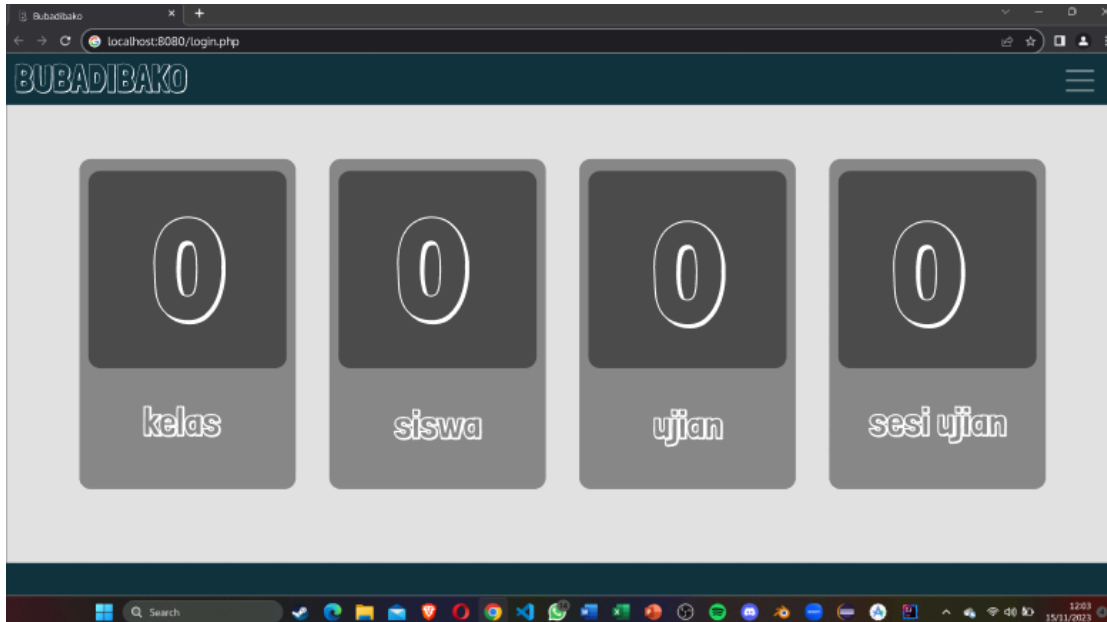 Bubadibako
localhost:8080/login.php
BUBADIBAKO
0 0 0 0
kelas siswa ujian sesi ujian
Search
12:03
15/11/2023